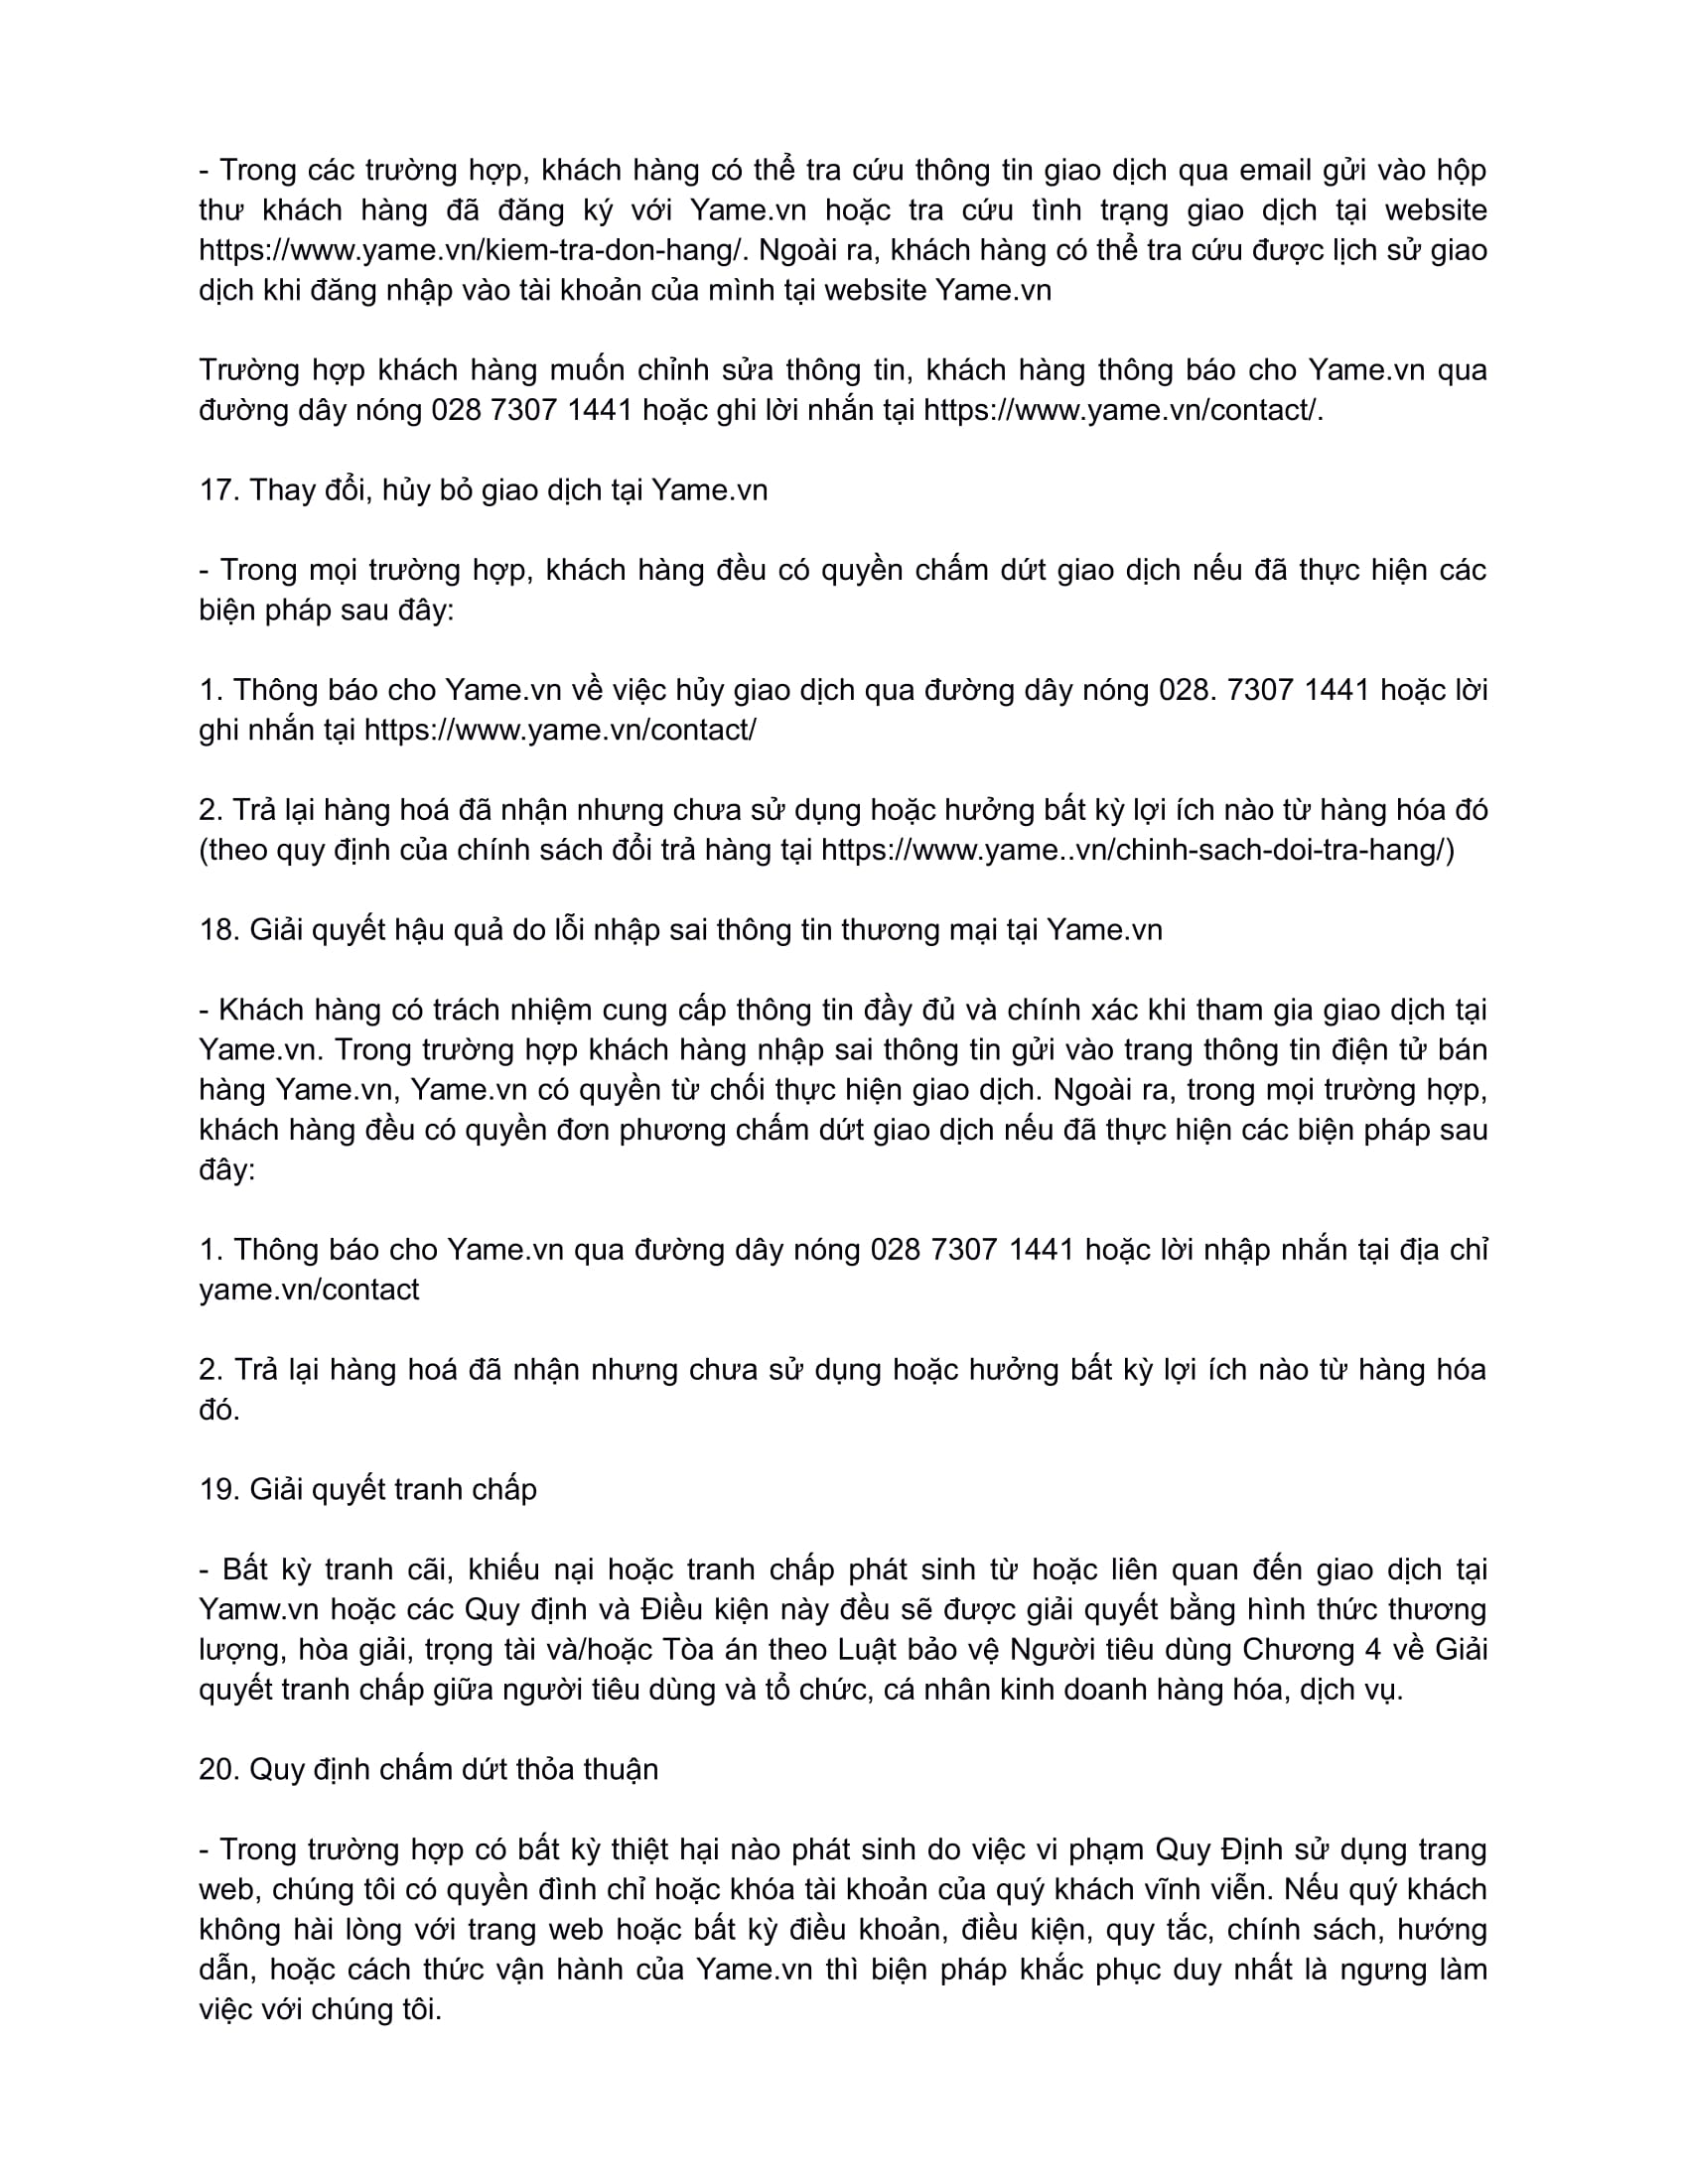 - Trong các trường hợp, khách hàng có thể tra cứu thông tin giao dịch qua email gửi vào hộp
thư khách hàng đã đăng ký với Yame.vn hoặc tra cứu tình trạng giao dịch tại website
https://www.yame.vn/kiem-tra-don-hang/. Ngoài ra, khách hàng có thể tra cứu được lịch sử giao
dịch khi đăng nhập vào tài khoản của mình tại website Yame.vn
Trường hợp khách hàng muốn chỉnh sửa thông tin, khách hàng thông báo cho Yame.vn qua
đường dây nóng 028 7307 1441 hoặc ghi lời nhắn tại https://www.yame.vn/contact/.
17. Thay đổi, hủy bỏ giao dịch tại Yame.vn
- Trong mọi trường hợp, khách hàng đều có quyền chấm dứt giao dịch nếu đã thực hiện các
biện pháp sau đây:
1. Thông báo cho Yame.vn về việc hủy giao dịch qua đường dây nóng 028. 7307 1441 hoặc lời
ghi nhắn tại https://www.yame.vn/contact/
2. Trả lại hàng hoá đã nhận nhưng chưa sử dụng hoặc hưởng bất kỳ lợi ích nào từ hàng hóa đó
(theo quy định của chính sách đổi trả hàng tại https://www.yame..vn/chinh-sach-doi-tra-hang/)
18. Giải quyết hậu quả do lỗi nhập sai thông tin thương mại tại Yame.vn
- Khách hàng có trách nhiệm cung cấp thông tin đầy đủ và chính xác khi tham gia giao dịch tại
Yame.vn. Trong trường hợp khách hàng nhập sai thông tin gửi vào trang thông tin điện tử bán
hàng Yame.vn, Yame.vn có quyền từ chối thực hiện giao dịch. Ngoài ra, trong mọi trường hợp,
khách hàng đều có quyền đơn phương chấm dứt giao dịch nếu đã thực hiện các biện pháp sau
đây:
1. Thông báo cho Yame.vn qua đường dây nóng 028 7307 1441 hoặc lời nhập nhắn tại địa chỉ
yame.vn/contact
2. Trả lại hàng hoá đã nhận nhưng chưa sử dụng hoặc hưởng bất kỳ lợi ích nào từ hàng hóa
đó.
19. Giải quyết tranh chấp
- Bất kỳ tranh cãi, khiếu nại hoặc tranh chấp phát sinh từ hoặc liên quan đến giao dịch tại
Yamw.vn hoặc các Quy định và Điều kiện này đều sẽ được giải quyết bằng hình thức thương
lượng, hòa giải, trọng tài và/hoặc Tòa án theo Luật bảo vệ Người tiêu dùng Chương 4 về Giải
quyết tranh chấp giữa người tiêu dùng và tổ chức, cá nhân kinh doanh hàng hóa, dịch vụ.
20. Quy định chấm dứt thỏa thuận
- Trong trường hợp có bất kỳ thiệt hại nào phát sinh do việc vi phạm Quy Định sử dụng trang
web, chúng tôi có quyền đình chỉ hoặc khóa tài khoản của quý khách vĩnh viễn. Nếu quý khách
không hài lòng với trang web hoặc bất kỳ điều khoản, điều kiện, quy tắc, chính sách, hướng
dẫn, hoặc cách thức vận hành của Yame.vn thì biện pháp khắc phục duy nhất là ngưng làm
việc với chúng tôi.